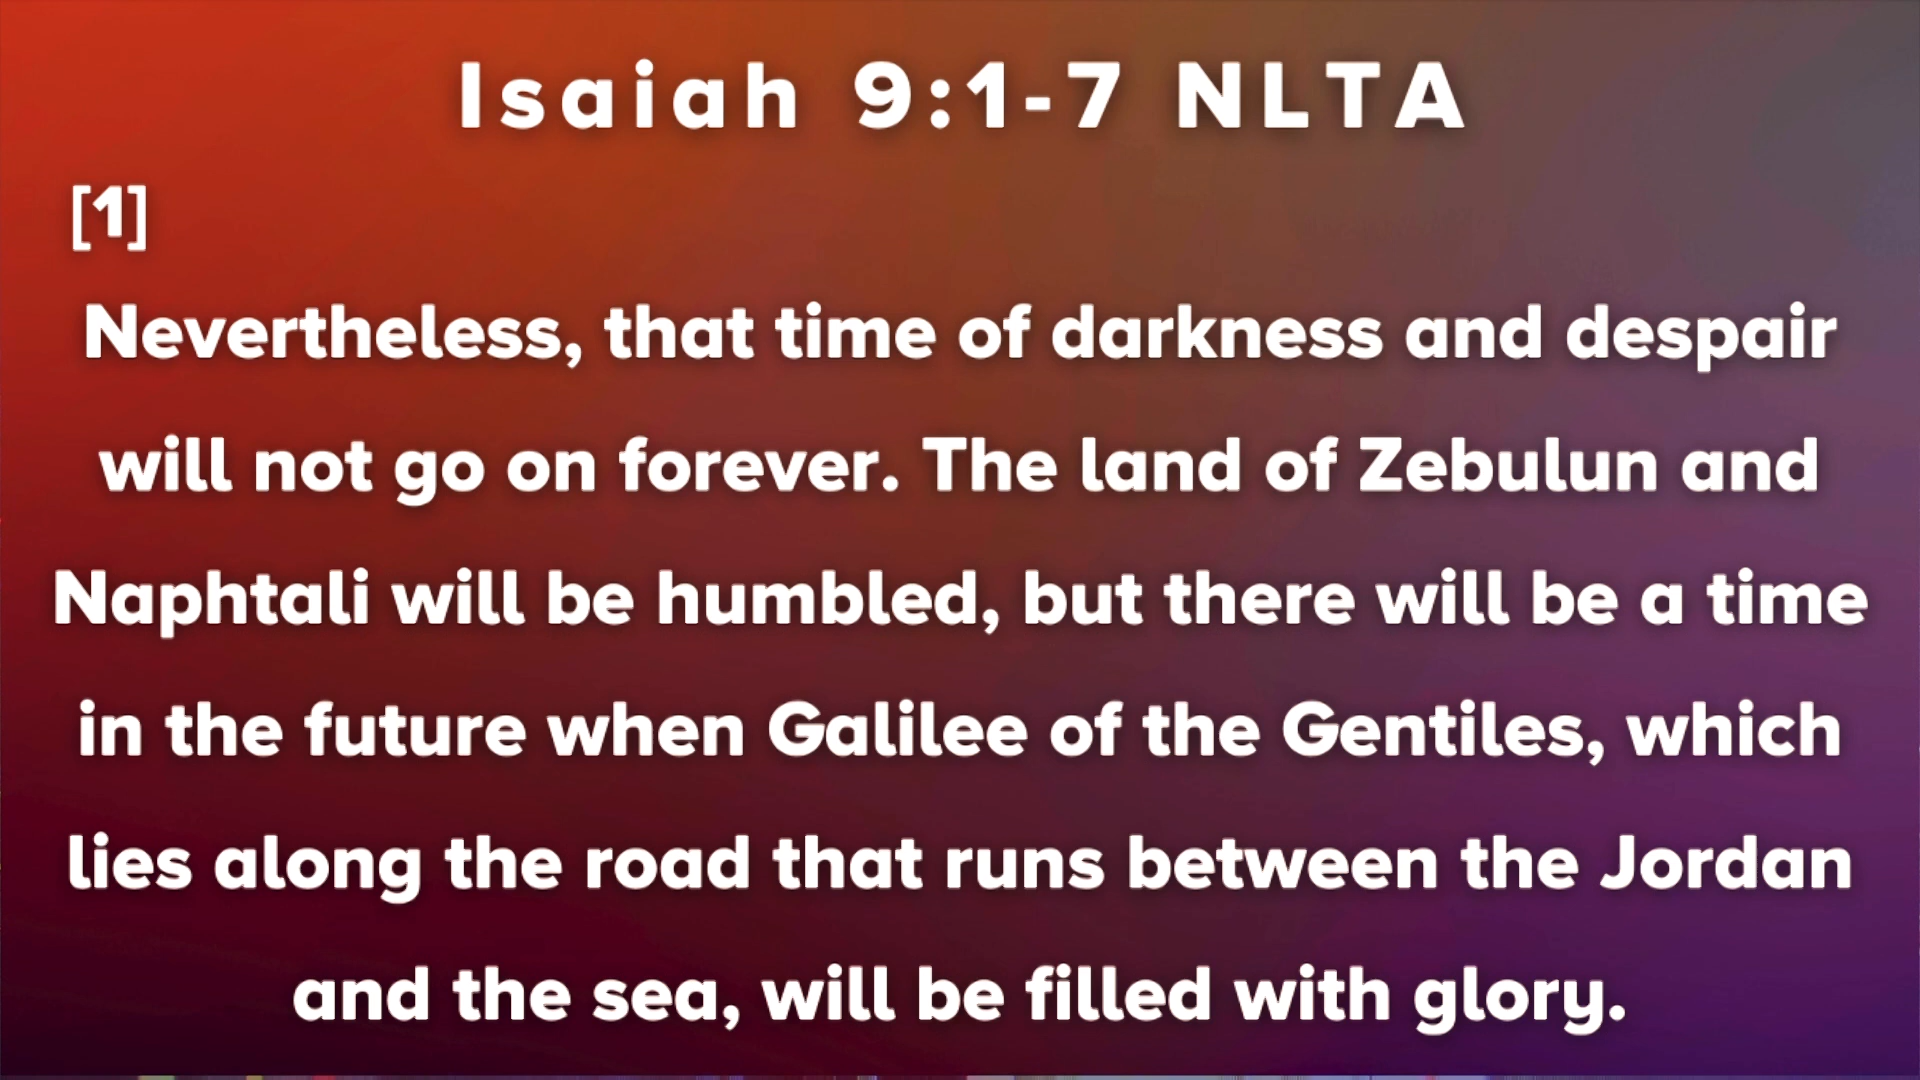 Isaiah 9:1-7 NLTA
[1]
Nevertheless, that time of darkness and despair
will not go on forever. The land of Zebulun and
Naphtali will be humbled, but there will be a time
in the future when Galilee of the Gentiles, which
lies along the road that runs between the Jordan
and the sea, will be filled with glory.